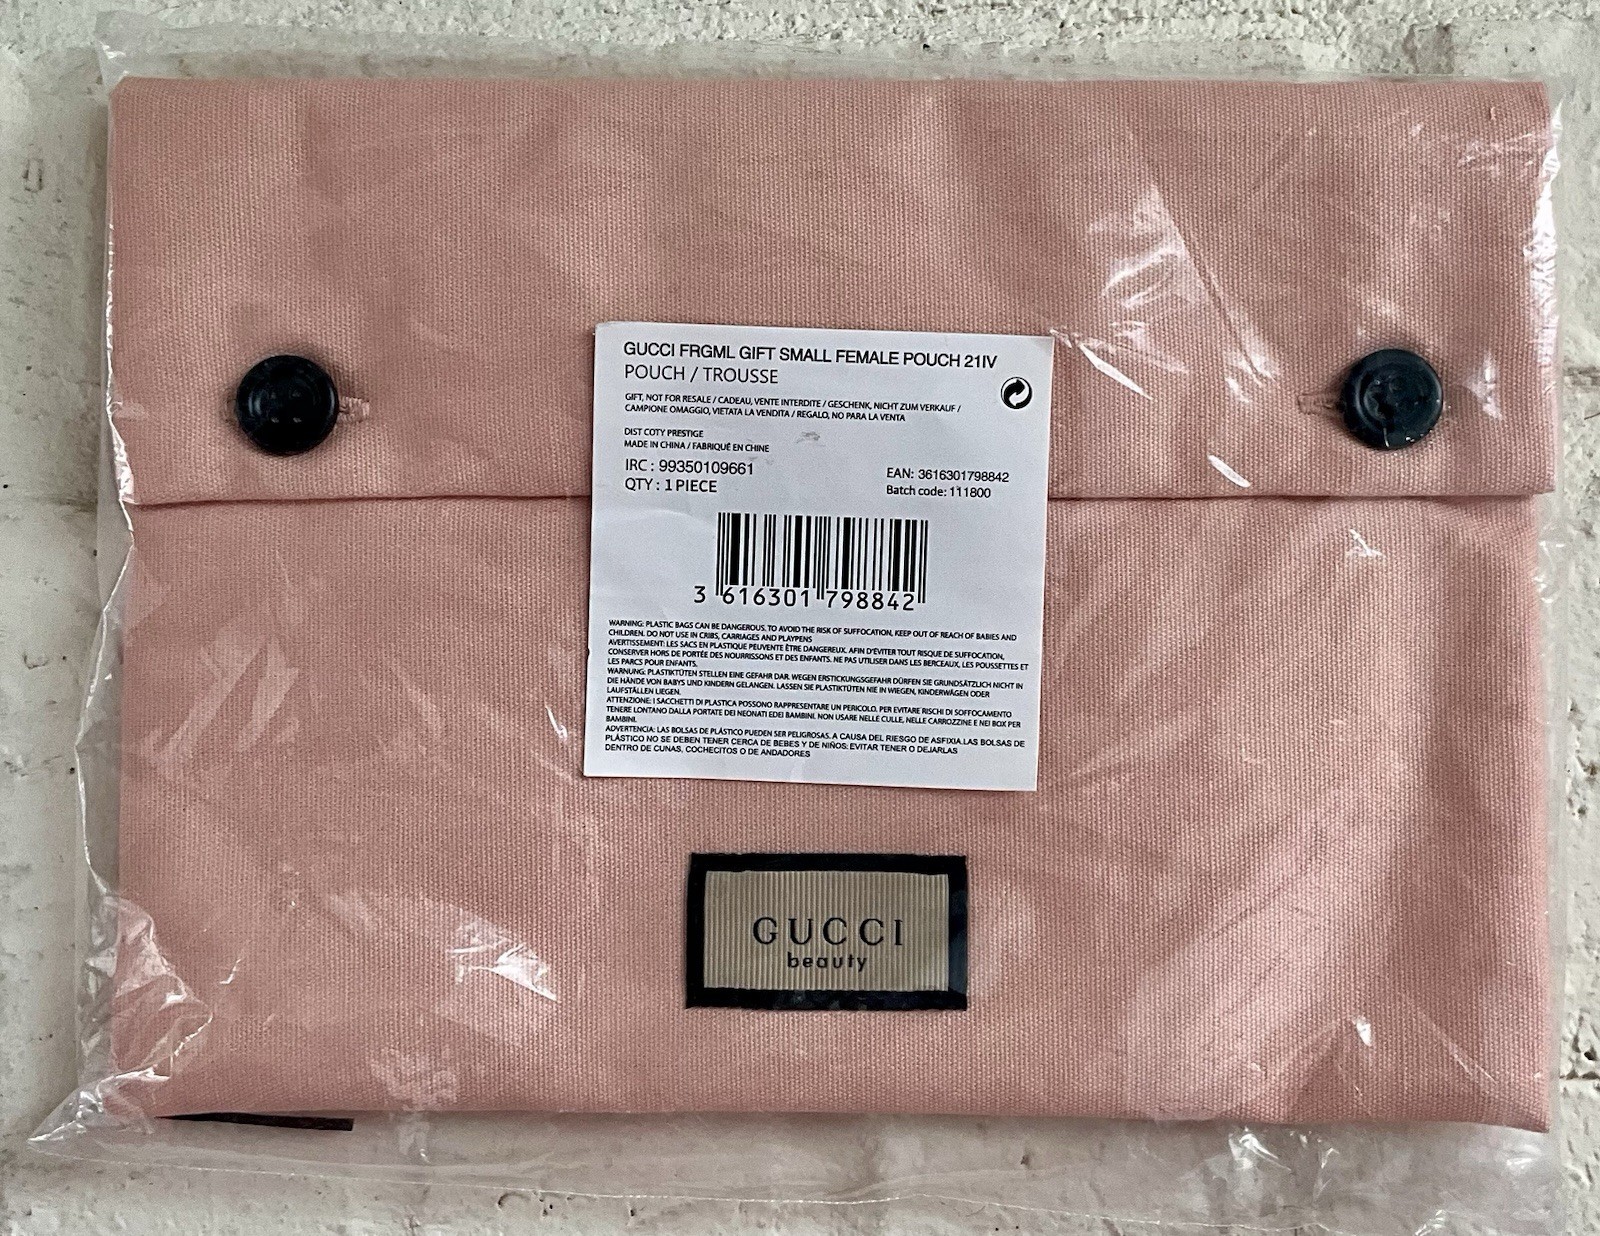 GUCCI FRGML GIFT SMALL FEMALE POUCH 21IV
POUCH / TROUSSE
GIFT, NOT FOR RESALE / CADEAU, VENTE INTERDITE / GESCHENK, NICHT ZUM VERKAUF /
CAMPIONE OMAGGIO, VIETATA LA VENDITA / REGALO, NO PARA LA VENTA
DIST COTY PRESTIGE
MADE IN CHINA / FABRIQUÉ EN CHINE
IRC : 99350109661
QTY : 1 PIECE
EAN: 3616301798842
Batch code: 111800
3 616301 798842
WARNING: PLASTIC BAGS CAN BE DANGEROUS. TO AVOID THE RISK OF SUFFOCATION, KEEP OUT OF REACH OF BABIES AND
CHILDREN. DO NOT USE IN CRIBS, CARRIAGES AND PLAYPENS
AVERTISSEMENT: LES SACS EN PLASTIQUE PEUVENTE ÊTRE DANGEREUX. AFIN D'ÉVITER TOUT RISQUE DE SUFFOCATION,
CONSERVER HORS DE PORTÉE DES NOURRISSONS ET DES ENFANTS. NE PAS UTILISER DANS LES BERCEAUX, LES POUSSETTES ET
LES PARCS POUR ENFANTS.
WARNUNG: PLASTIKTÜTEN STELLEN EINE GEFAHR DAR. WEGEN ERSTICKUNGSGEFAHR DÜRFEN SIE GRUNDSÄTZLICH NICHT IN
DIE HÄNDE VON BABYS UND KINDERN GELANGEN. LASSEN SIE PLASTIKTÜTEN NIE IN WIEGEN, KINDERWÄGEN ODER
LAUFSTÄLLEN LIEGEN.
ATTENZIONE: I SACCHETTI DI PLASTICA POSSONO RAPPRESENTARE UN PERICOLO. PER EVITARE RISCHI DI SOFFOCAMENTO
TENERE LONTANO DALLA PORTATE DEI NEONATI EDEI BAMBINI. NON USARE NELLE CULLE, NELLE CARROZZINE E NEI BOX PER
BAMBINI.
ADVERTENCIA: LAS BOLSAS DE PLÁSTICO PUEDEN SER PELIGROSAS. A CAUSA DEL RIESGO DE ASFIXIA.LAS BOLSAS DE
PLÁSTICO NO SE DEBEN TENER CERCA DE BEBES Y DE NIÑOS: EVITAR TENER O DEJARLAS
DENTRO DE CUNAS, COCHECITOS O DE ANDADORES
GUCCI
beauty